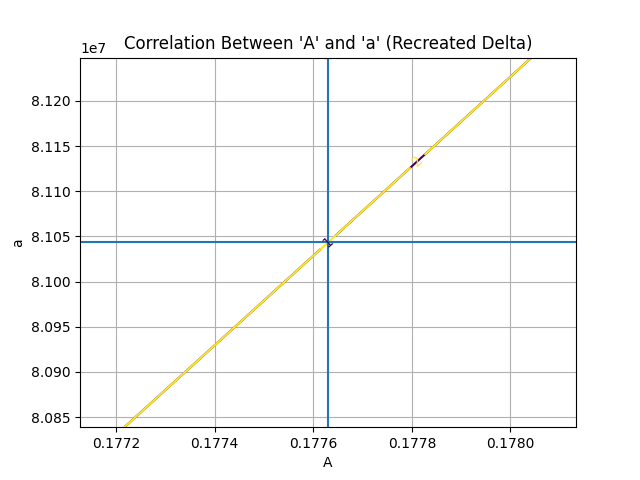 Correlation Between 'A' and 'a' (Recreated Delta)
1e7
8.120
8.115
8.110
8.105
8.100
8.095
8.090
8.085
a
0.1772 0.1774 0.1776 0.1778 0.1780
A